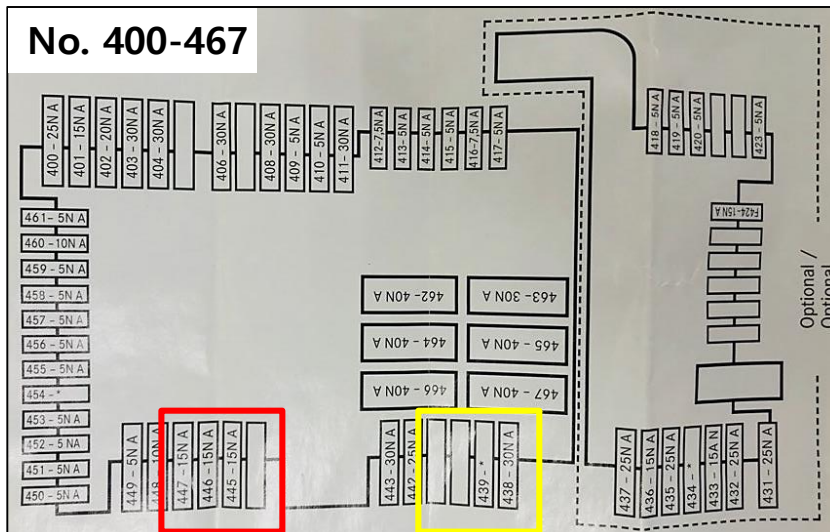 No. 400-467
400 - 25N A
401 - 15N A
402 - 20N A
403 - 30N A
404 - 30N A
406 - 30N A
408 - 30N A
409 - 5N A
410 - 5N A
411- 30N A
412-7,5N A
413- 5N A
414- 5N A
415 - 5N A
416-7,5N A
417- 5N A
418 - 5N A
419 - 5N A
420 - 5N A
423 - 5N A
F424-15N A
461- 5N A
460 -10N A
459 - 5N A
458 - 5N A
457 - 5N A
456 - 5N A
455 - 5N A
454 - *
453 - 5N A
452 - 5NA
451 - 5N A
450 - 5N A
462-40N A
463-30N A
464-40N A
465 -40N A
466 -40N A
467 -40N A
449 - 5N A
448 -10N A
447 -15N A
446 -15N A
445 - 15N A
443 - 30N A
442 - 25N A
439 - *
438 - 30N A
437 - 25N A
436 - 15N A
435 - 25N A
434 - *
433 - 15A N
432 - 25N A
431 - 25N A
Optional /
Optional